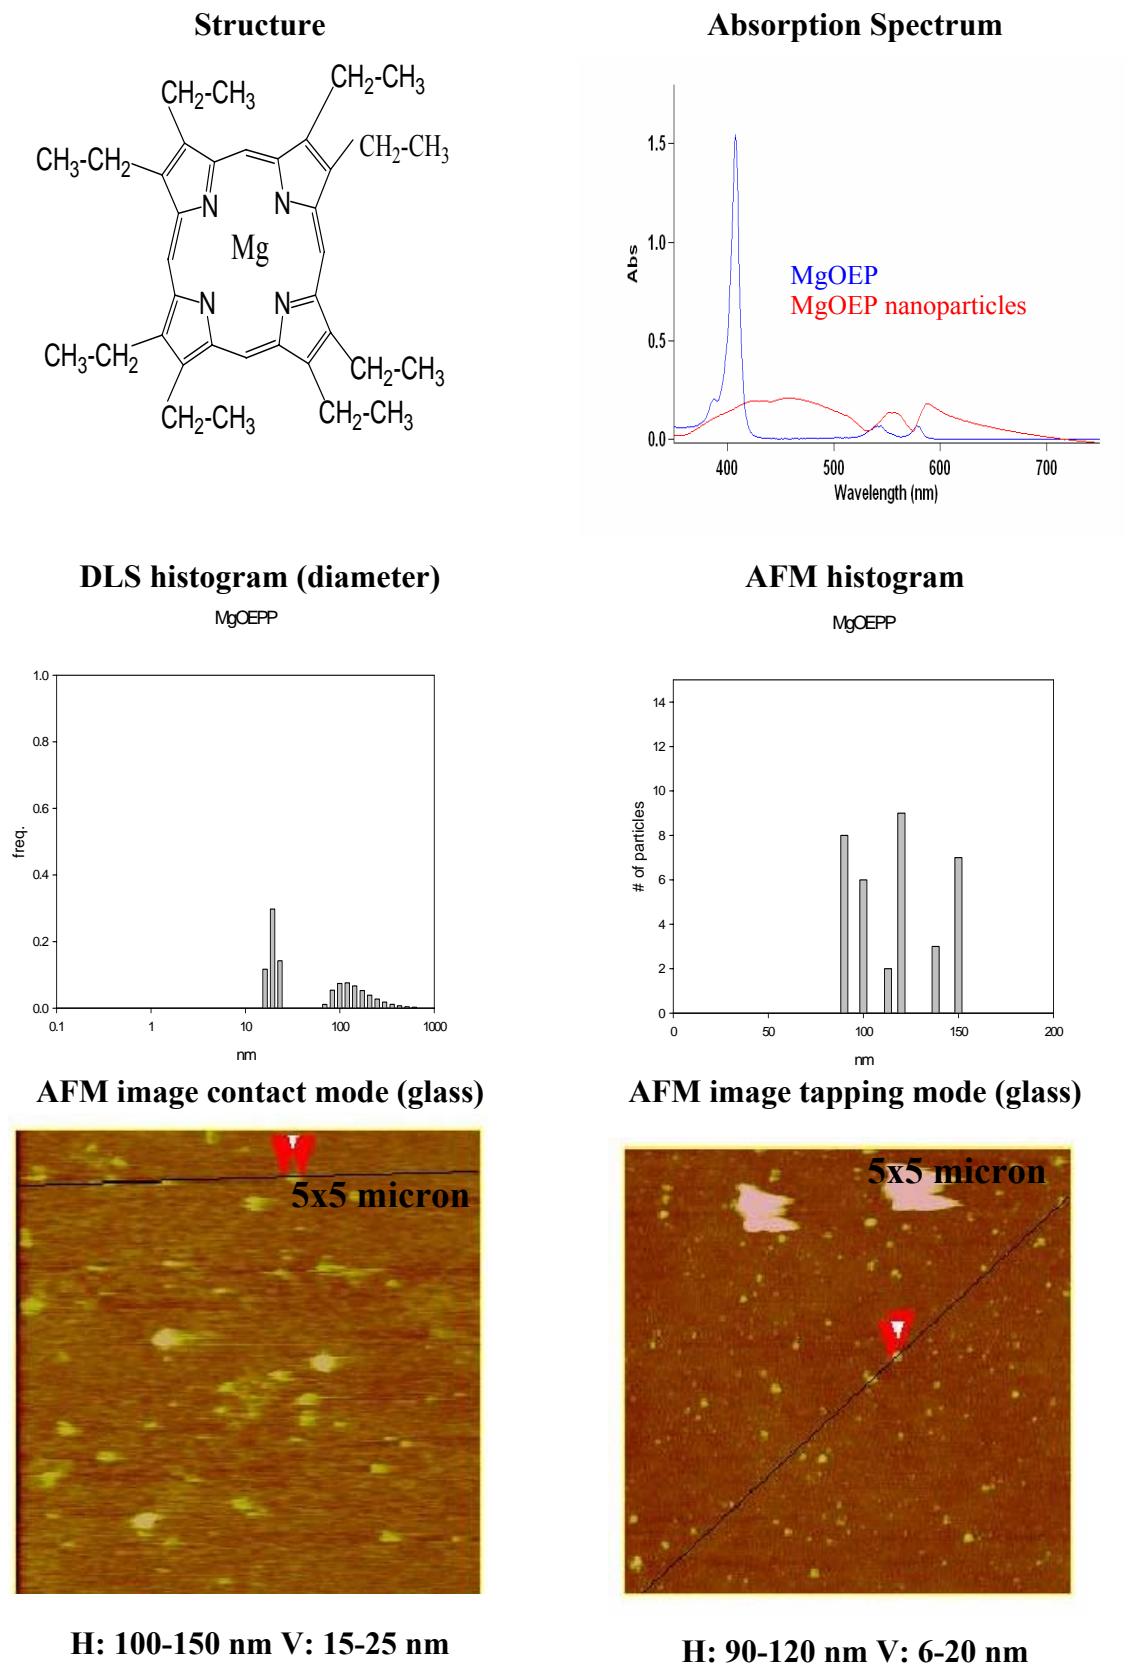 Structure
Absorption Spectrum
CH2-CH3
CH2-CH3
CH3-CH2
CH2-CH3
N
N
Mg
N
N
CH3-CH2
CH2-CH3
CH2-CH3
CH2-CH3
1.5
1.0
0.5
0.0
Abs
MgOEP
MgOEP nanoparticles
400
500
600
700
Wavelength (nm)
DLS histogram (diameter)
MgOEPP
1.0
0.8
0.6
0.4
0.2
0.0
freq.
0.1
1
10
100
1000
nm
AFM histogram
MgOEPP
14
12
10
8
6
4
2
0
# of particles
0
50
100
150
200
nm
AFM image contact mode (glass)
5x5 micron
H: 100-150 nm V: 15-25 nm
AFM image tapping mode (glass)
5x5 micron
H: 90-120 nm V: 6-20 nm